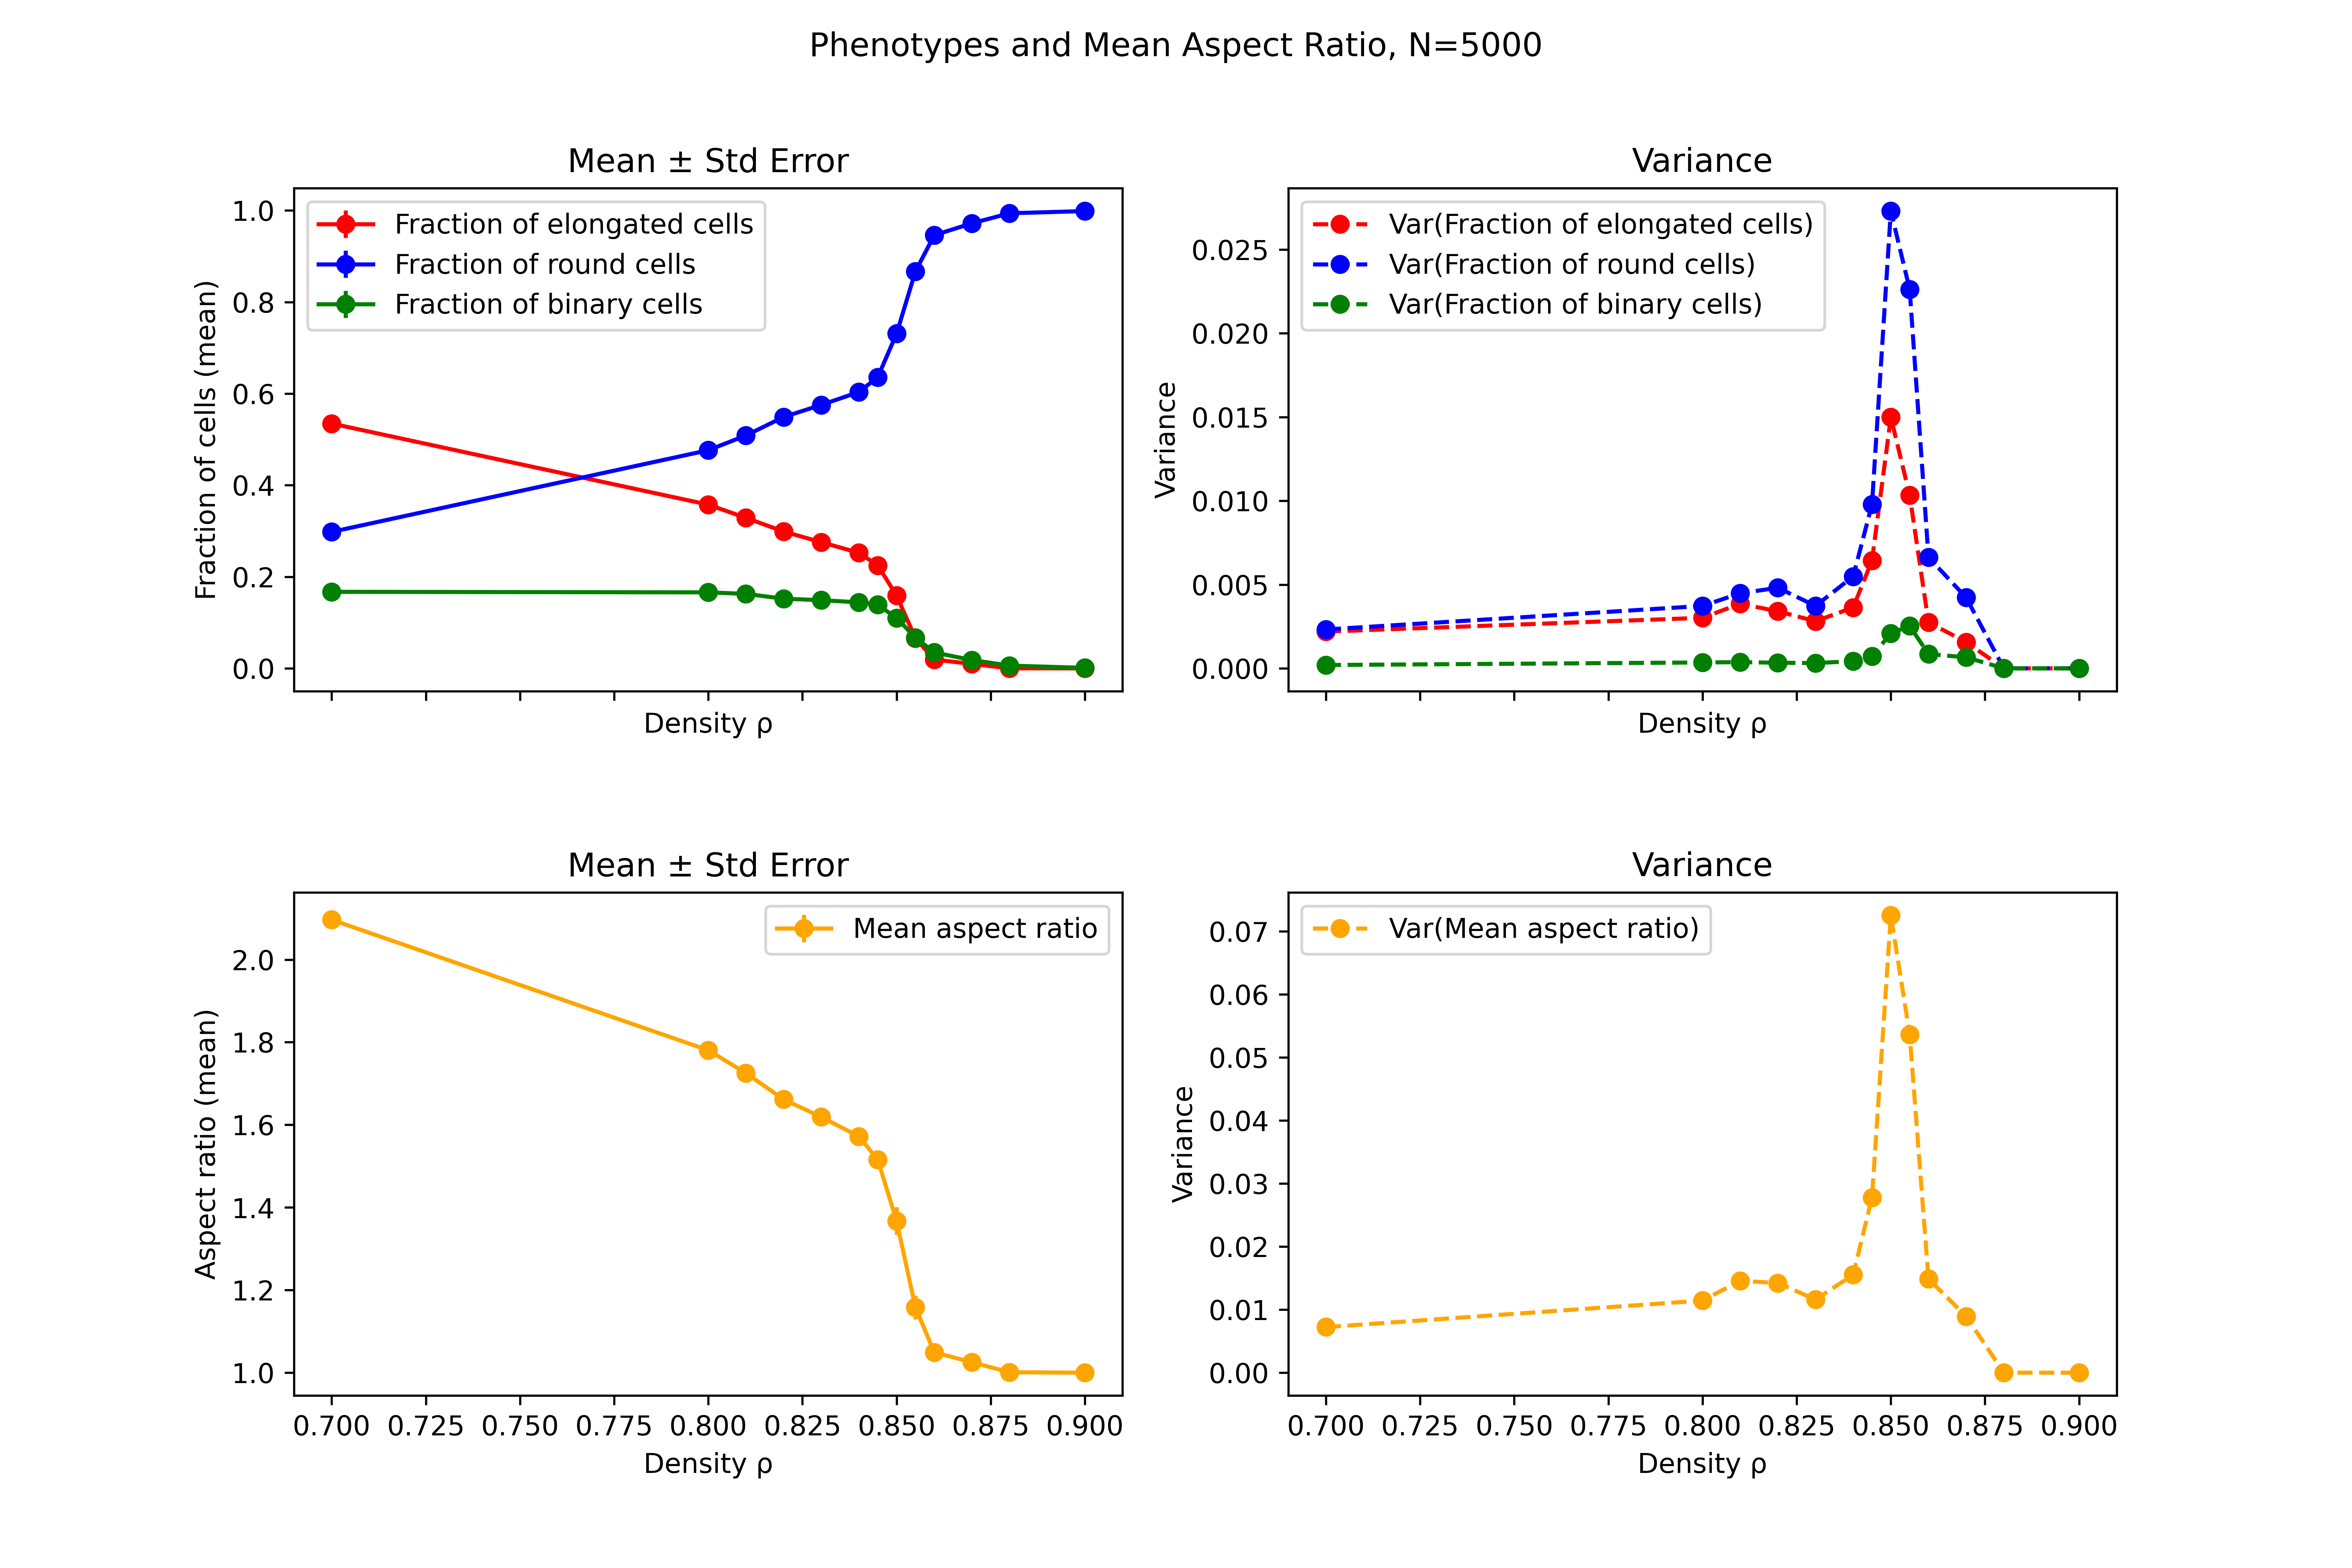 Phenotypes and Mean Aspect Ratio, N=5000
Mean ± Std Error
Fraction of cells (mean)
1.0
0.8
0.6
0.4
0.2
0.0
Fraction of elongated cells
Fraction of round cells
Fraction of binary cells
Density ρ
Variance
Variance
0.025
0.020
0.015
0.010
0.005
0.000
Var(Fraction of elongated cells)
Var(Fraction of round cells)
Var(Fraction of binary cells)
Density ρ
Mean ± Std Error
Aspect ratio (mean)
2.0
1.8
1.6
1.4
1.2
1.0
Mean aspect ratio
0.700 0.725 0.750 0.775 0.800 0.825 0.850 0.875 0.900
Density ρ
Variance
Variance
0.07
0.06
0.05
0.04
0.03
0.02
0.01
0.00
Var(Mean aspect ratio)
0.700 0.725 0.750 0.775 0.800 0.825 0.850 0.875 0.900
Density ρ